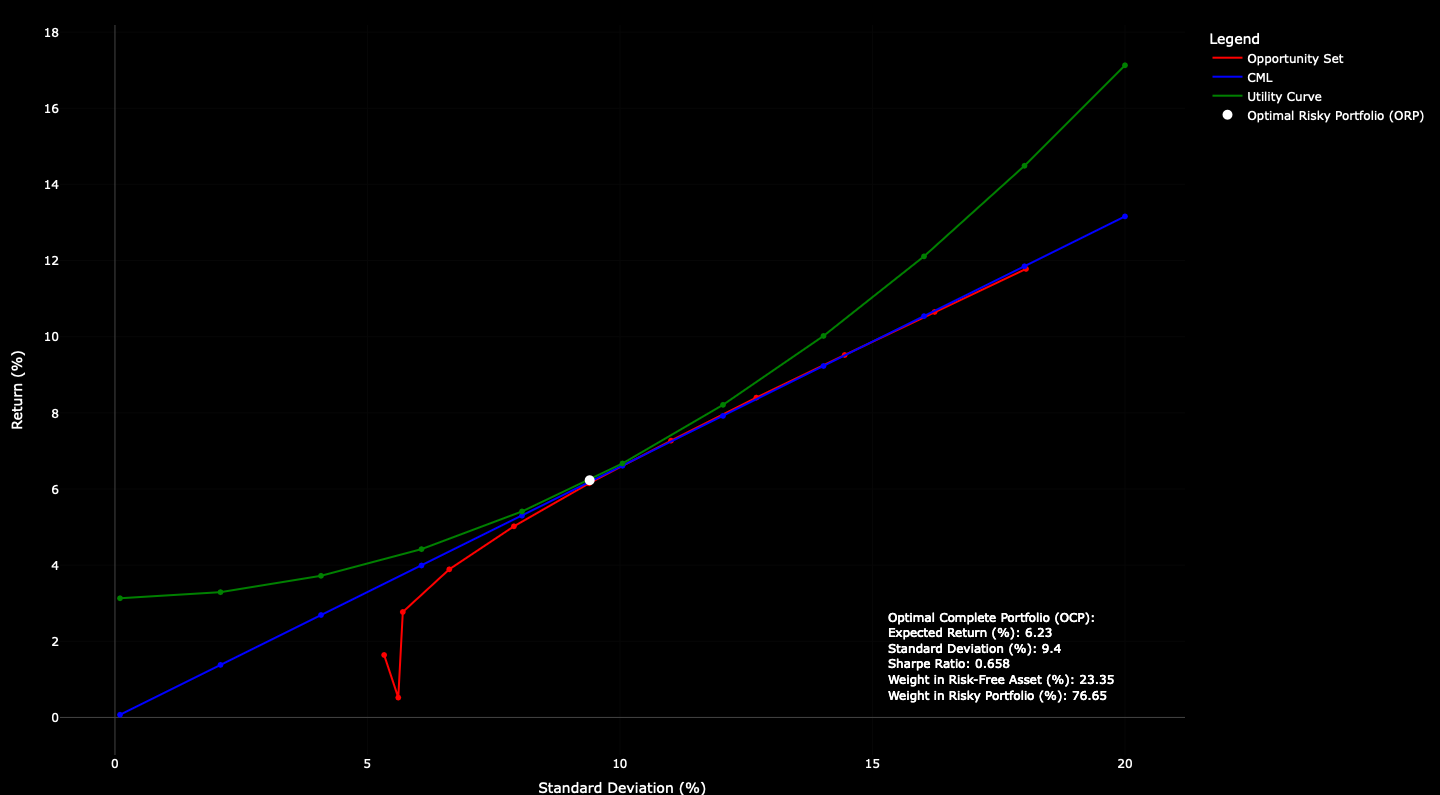 18
16
14
12
10
8
6
4
2
0
Return (%)
0
5
10
15
20
Standard Deviation (%)
Legend
Opportunity Set
CML
Utility Curve
Optimal Risky Portfolio (ORP)
Optimal Complete Portfolio (OCP):
Expected Return (%): 6.23
Standard Deviation (%): 9.4
Sharpe Ratio: 0.658
Weight in Risk-Free Asset (%): 23.35
Weight in Risky Portfolio (%): 76.65